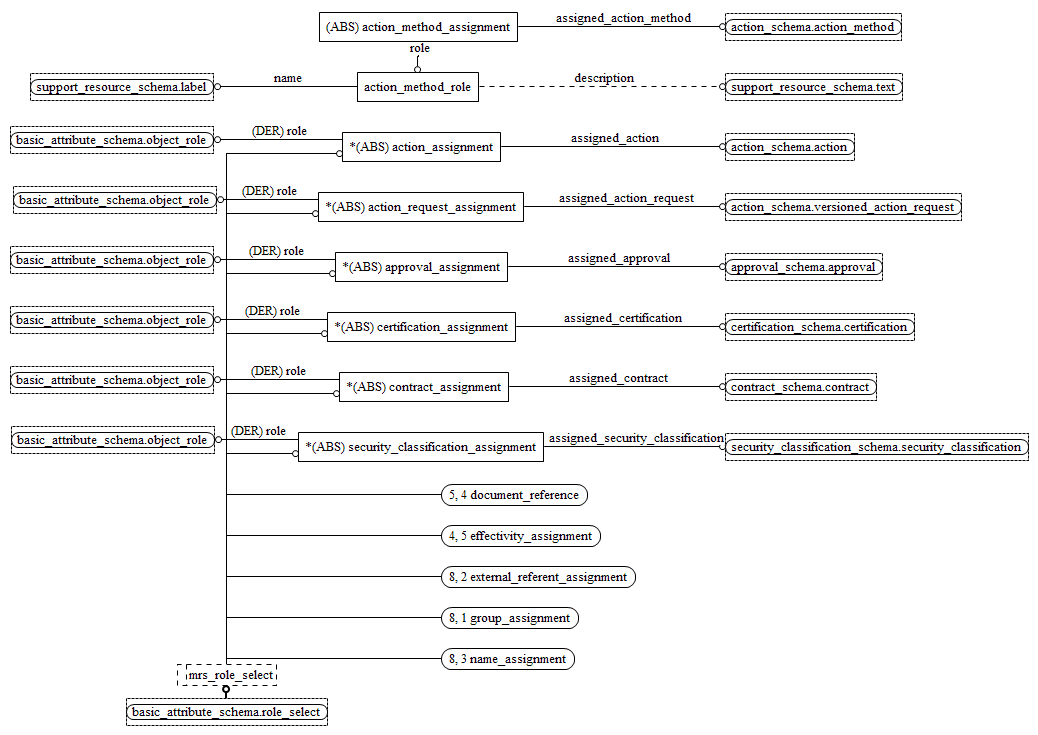 (ABS) action_method_assignment
assigned_action_method
action_schema.action_method
role
support_resource_schema.label
name
action_method_role
description
support_resource_schema.text
basic_attribute_schema.object_role
(DER) role
*(ABS) action_assignment
assigned_action
action_schema.action
basic_attribute_schema.object_role
(DER) role
*(ABS) action_request_assignment
assigned_action_request
action_schema.versioned_action_request
basic_attribute_schema.object_role
(DER) role
*(ABS) approval_assignment
assigned_approval
approval_schema.approval
basic_attribute_schema.object_role
(DER) role
*(ABS) certification_assignment
assigned_certification
certification_schema.certification
basic_attribute_schema.object_role
(DER) role
*(ABS) contract_assignment
assigned_contract
contract_schema.contract
basic_attribute_schema.object_role
(DER) role
*(ABS) security_classification_assignment
assigned_security_classification
security_classification_schema.security_classification
5, 4 document_reference
4, 5 effectivity_assignment
8, 2 external_referent_assignment
8, 1 group_assignment
8, 3 name_assignment
mrs_role_select
basic_attribute_schema.role_select